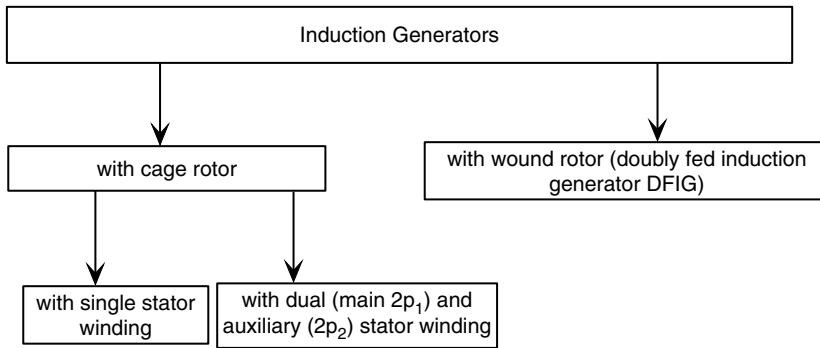 Induction Generators
with cage rotor
with wound rotor (doubly fed induction
generator DFIG)
with single stator
winding
with dual (main 2p₁) and
auxiliary (2p₂) stator winding